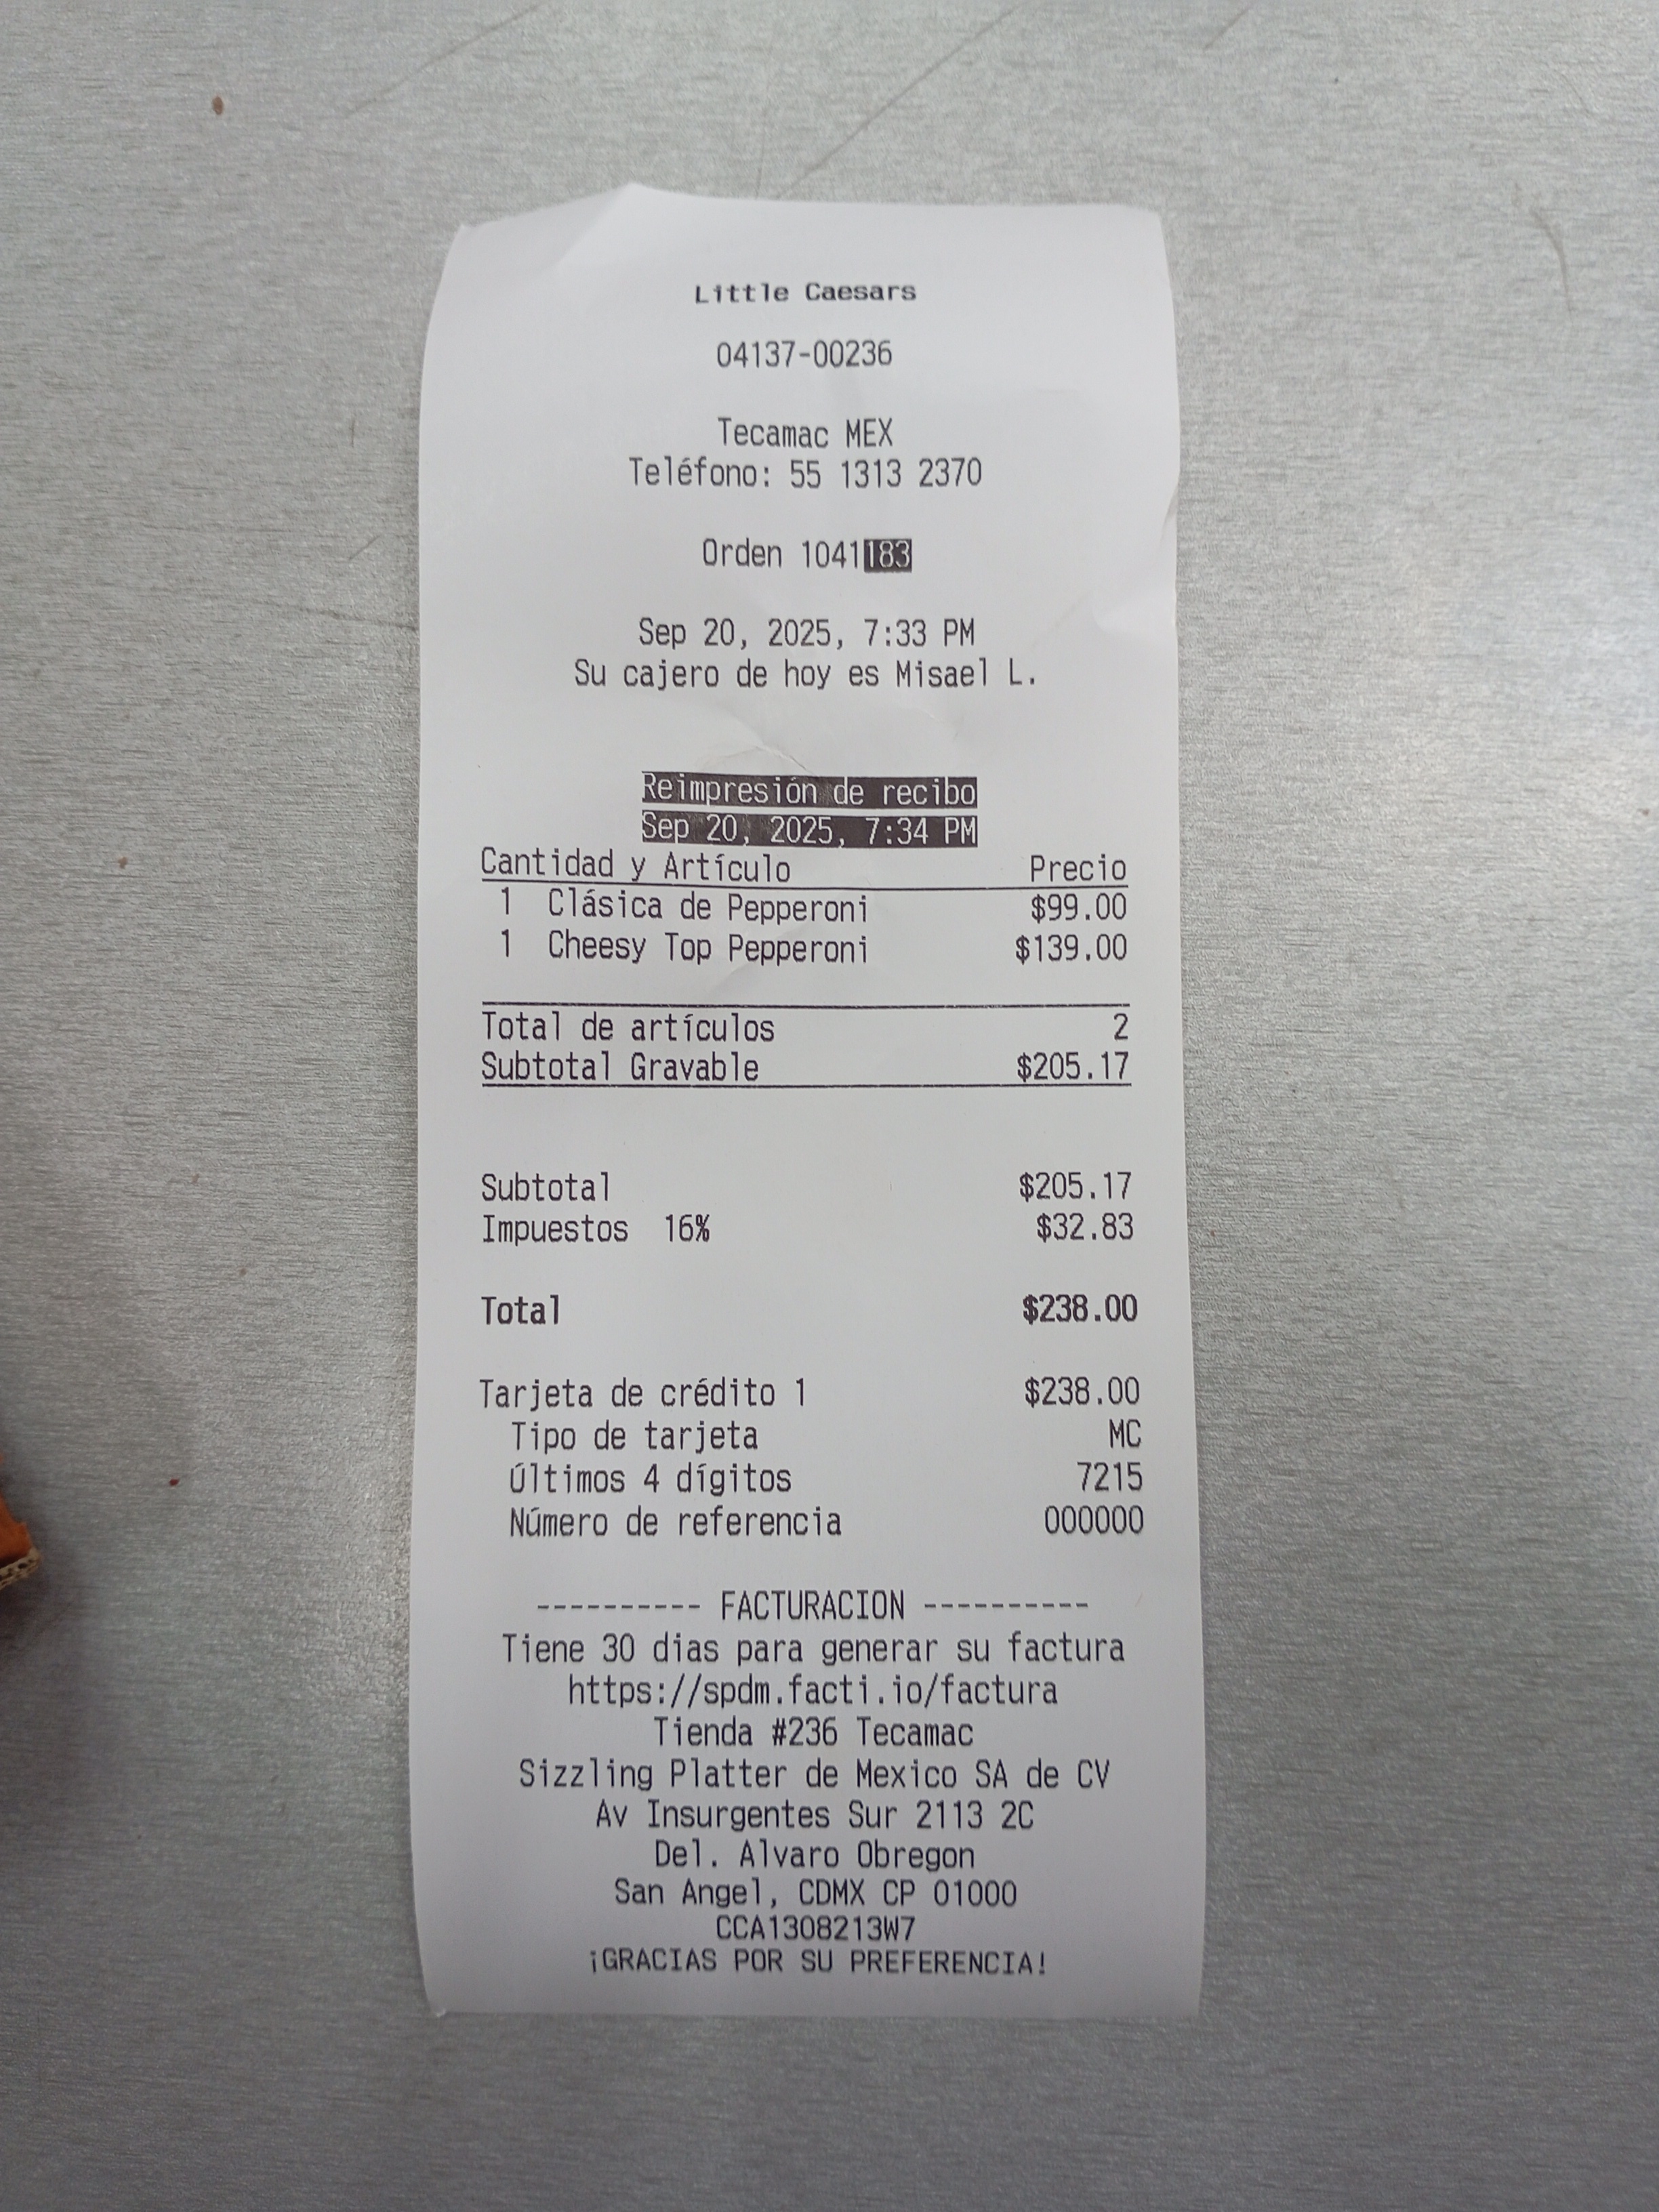 Little Caesars
04137-00236
Tecamac MEX
Teléfono: 55 1313 2370
Orden 1041183
Sep 20, 2025, 7:33 PM
Su cajero de hoy es Misael L.
Reimpresión de recibo
Sep 20, 2025, 7:34 PM
Cantidad y Artículo Precio
1 Clásica de Pepperoni $99.00
1 Cheesy Top Pepperoni $139.00
Total de artículos 2
Subtotal Gravable $205.17
Subtotal $205.17
Impuestos 16% $32.83
Total $238.00
Tarjeta de crédito 1 $238.00
Tipo de tarjeta MC
Últimos 4 dígitos 7215
Número de referencia 000000
---------- FACTURACION ----------
Tiene 30 dias para generar su factura
https://spdm.facti.io/factura
Tienda #236 Tecamac
Sizzling Platter de Mexico SA de CV
Av Insurgentes Sur 2113 2C
Del. Alvaro Obregon
San Angel, CDMX CP 01000
CCA1308213W7
¡GRACIAS POR SU PREFERENCIA!